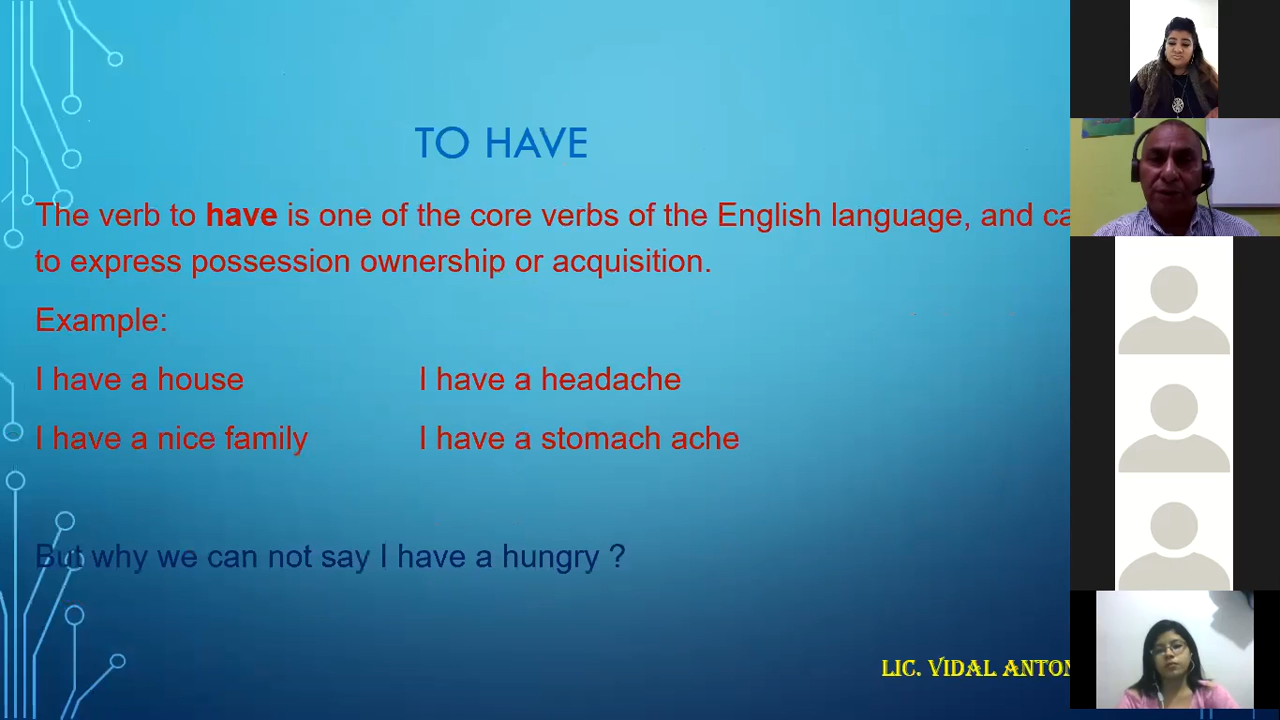 TO HAVE
The verb to have is one of the core verbs of the English language, and
to express possession ownership or acquisition.
Example:
I have a house I have a headache
I have a nice family I have a stomach ache
But why we can not say I have a hungry ?
LIC. VIDAL